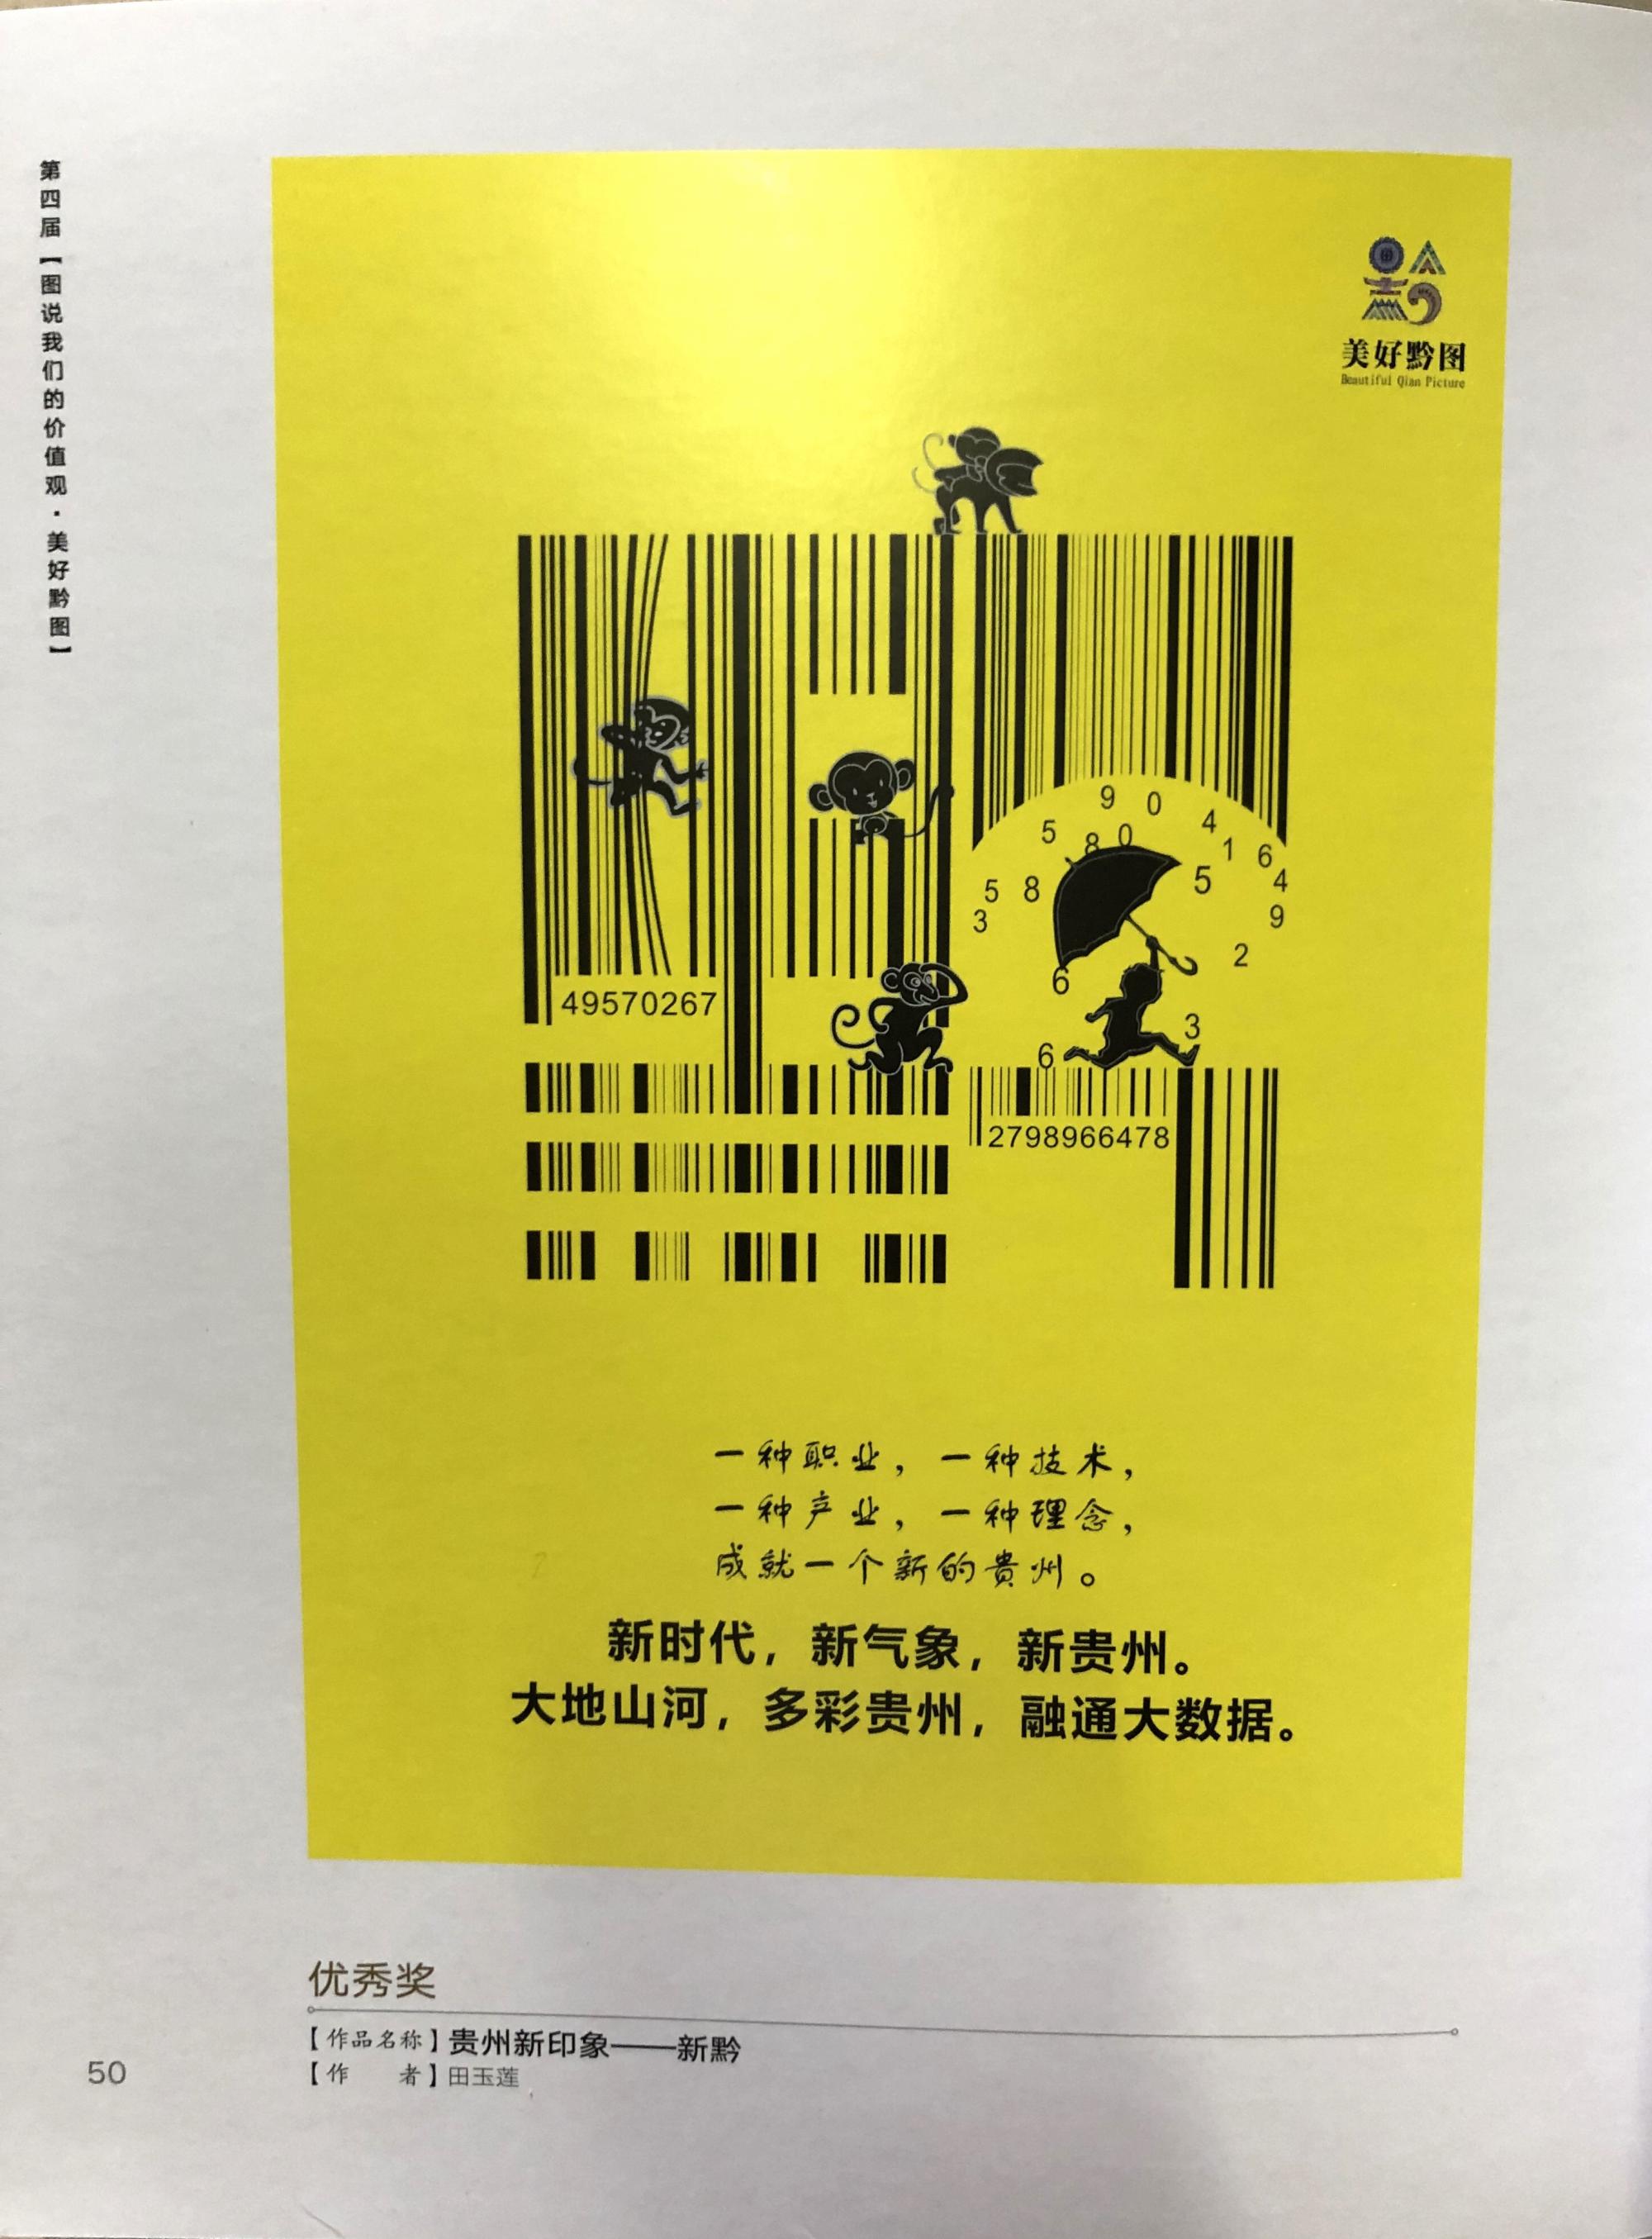 第四届【图说我们的价值观·美好黔图】
美好黔图
Beautiful Qian Picture
9 0
5 8 0 4
1 6
5 8 5 4
3 9
2
6
3
6
49570267
2798966478
一种职业，一种技术，
一种产业，一种理念，
成就一个新的贵州。
新时代，新气象，新贵州。
大地山河，多彩贵州，融通大数据。
优秀奖
【作品名称】贵州新印象——新黔
【作　　者】田玉莲
50